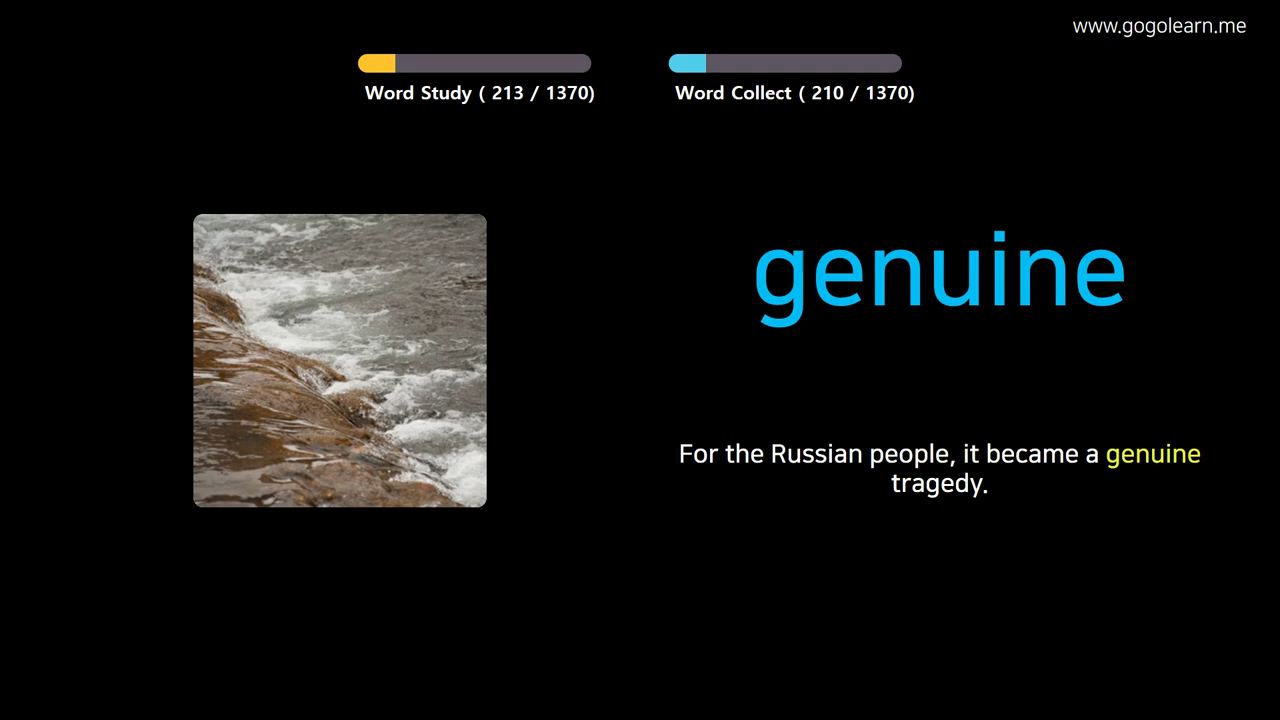 www.gogolearn.me
Word Study ( 213 / 1370)
Word Collect ( 210 / 1370)
genuine
For the Russian people, it became a genuine
tragedy.